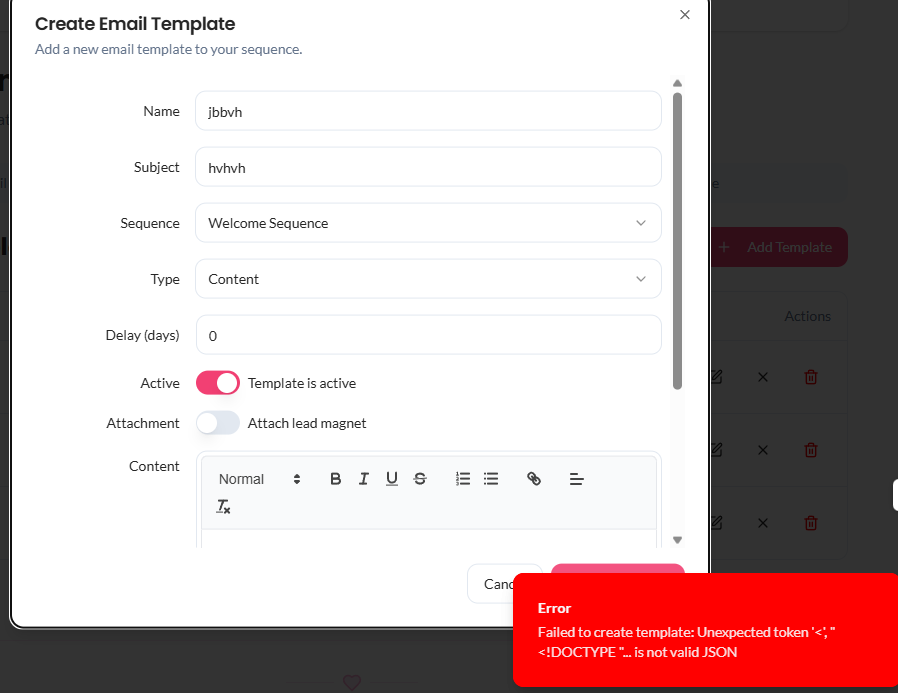 Create Email Template
Add a new email template to your sequence.
Name
jbbvh
Subject
hvhvh
Sequence
Welcome Sequence
Type
Content
Delay (days)
0
Active
Template is active
Attachment
Attach lead magnet
Content
Normal
Add Template
Actions
Error
Failed to create template: Unexpected token '<', "
<!DOCTYPE "... is not valid JSON